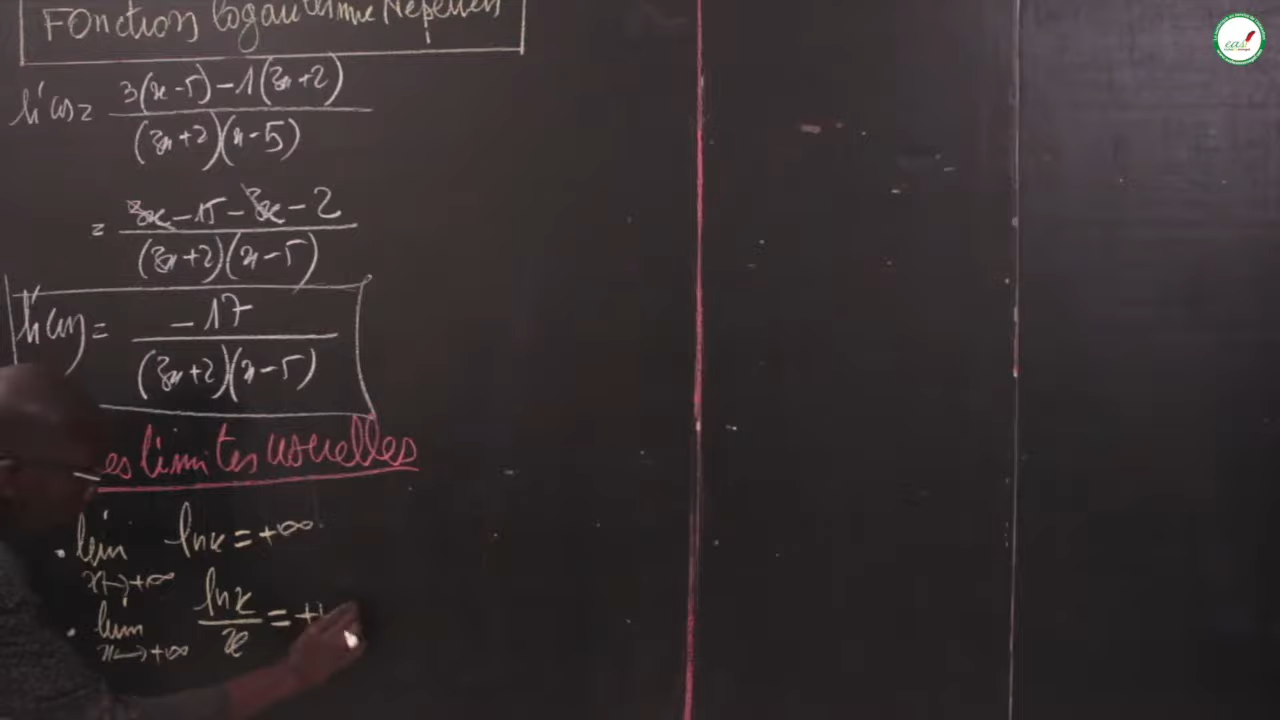 Fonction logarithme Népérien
h'(x) = 3(x-5)-1(3x+2) / (3x+2)(x-5)
= 3x-15-3x-2 / (3x+2)(x-5)
h'(x) = -17 / (3x+2)(x-5)
es limites usuelles
• lim x→+∞ ln x = +∞
• lim x→+∞ ln x / x = +
eas!